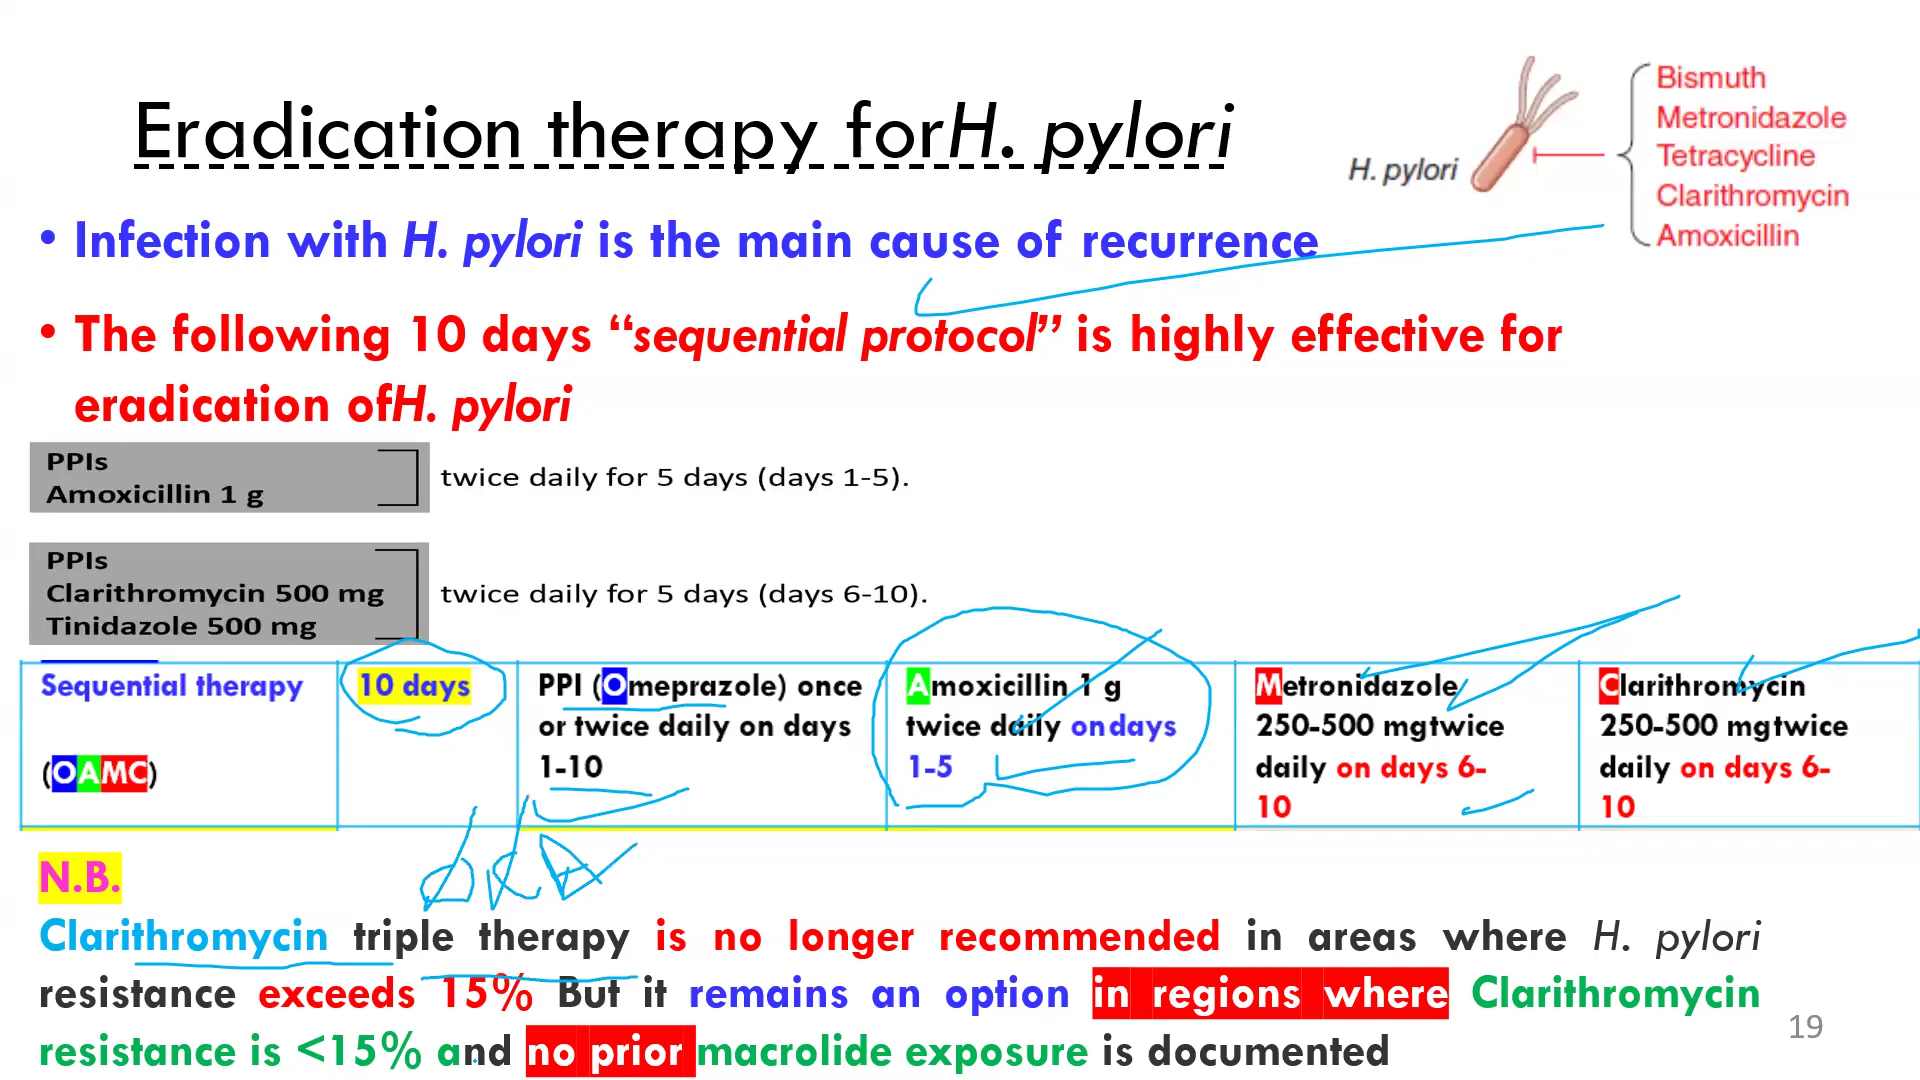 Eradication therapy forH. pylori
H. pylori
Bismuth
Metronidazole
Tetracycline
Clarithromycin
Amoxicillin
• Infection with H. pylori is the main cause of recurrence
• The following 10 days “sequential protocol” is highly effective for
eradication ofH. pylori
PPIs
Amoxicillin 1 g
twice daily for 5 days (days 1-5).
PPIs
Clarithromycin 500 mg
Tinidazole 500 mg
twice daily for 5 days (days 6-10).
Sequential therapy
(OAMC)
10 days
PPI (Omeprazole) once
or twice daily on days
1-10
Amoxicillin 1 g
twice daily ondays
1-5
Metronidazole
250-500 mgtwice
daily on days 6-
10
Clarithromycin
250-500 mgtwice
daily on days 6-
10
N.B.
Clarithromycin triple therapy is no longer recommended in areas where H. pylori
resistance exceeds 15% But it remains an option in regions where Clarithromycin
resistance is <15% and no prior macrolide exposure is documented
19